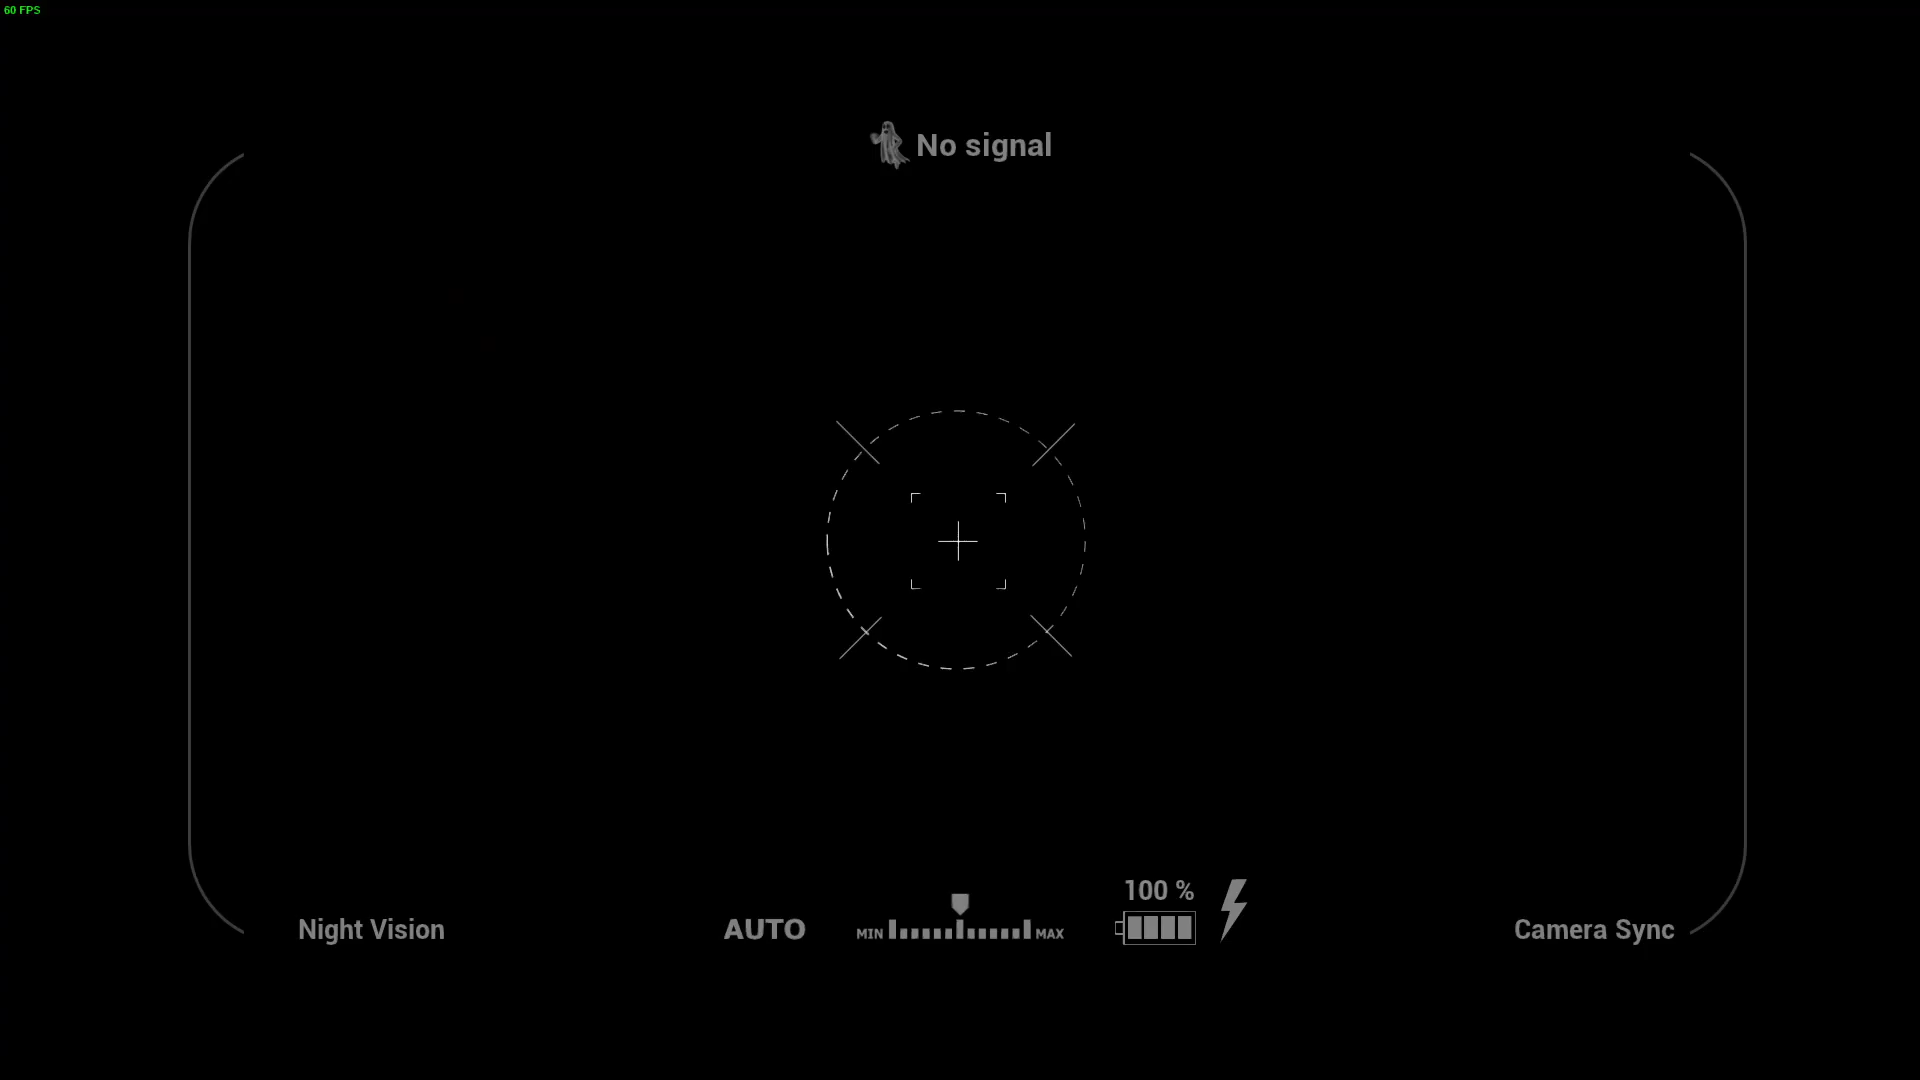 60 FPS
No signal
100 %
Night Vision
AUTO
MIN
MAX
Camera Sync